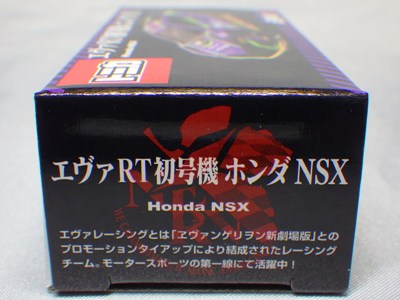 エヴァRT初号機 ホンダ NSX
Honda NSX
エヴァレーシングとは「ヱヴァンゲリヲン新劇場版」との
プロモーションタイアップにより結成されたレーシング
チーム。モータースポーツの第一線にて活躍中！